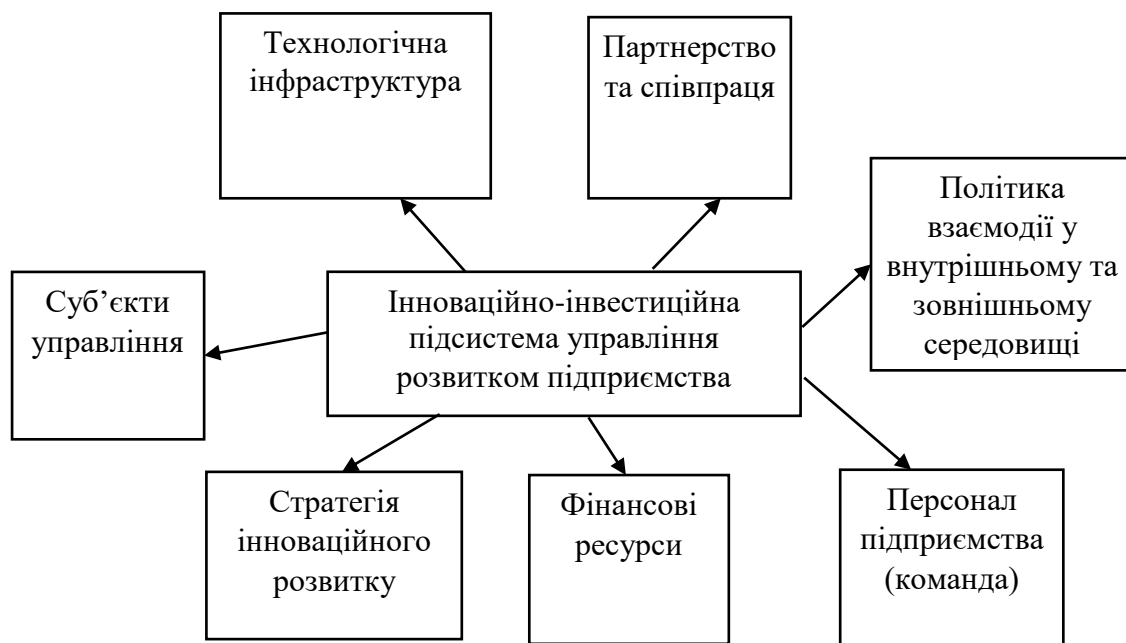 Технологічна
інфраструктура
Партнерство
та співпраця
Політика
взаємодії у
внутрішньому та
зовнішньому
середовищі
Суб’єкти
управління
Інноваційно-інвестиційна
підсистема управління
розвитком підприємства
Стратегія
інноваційного
розвитку
Фінансові
ресурси
Персонал
підприємства
(команда)